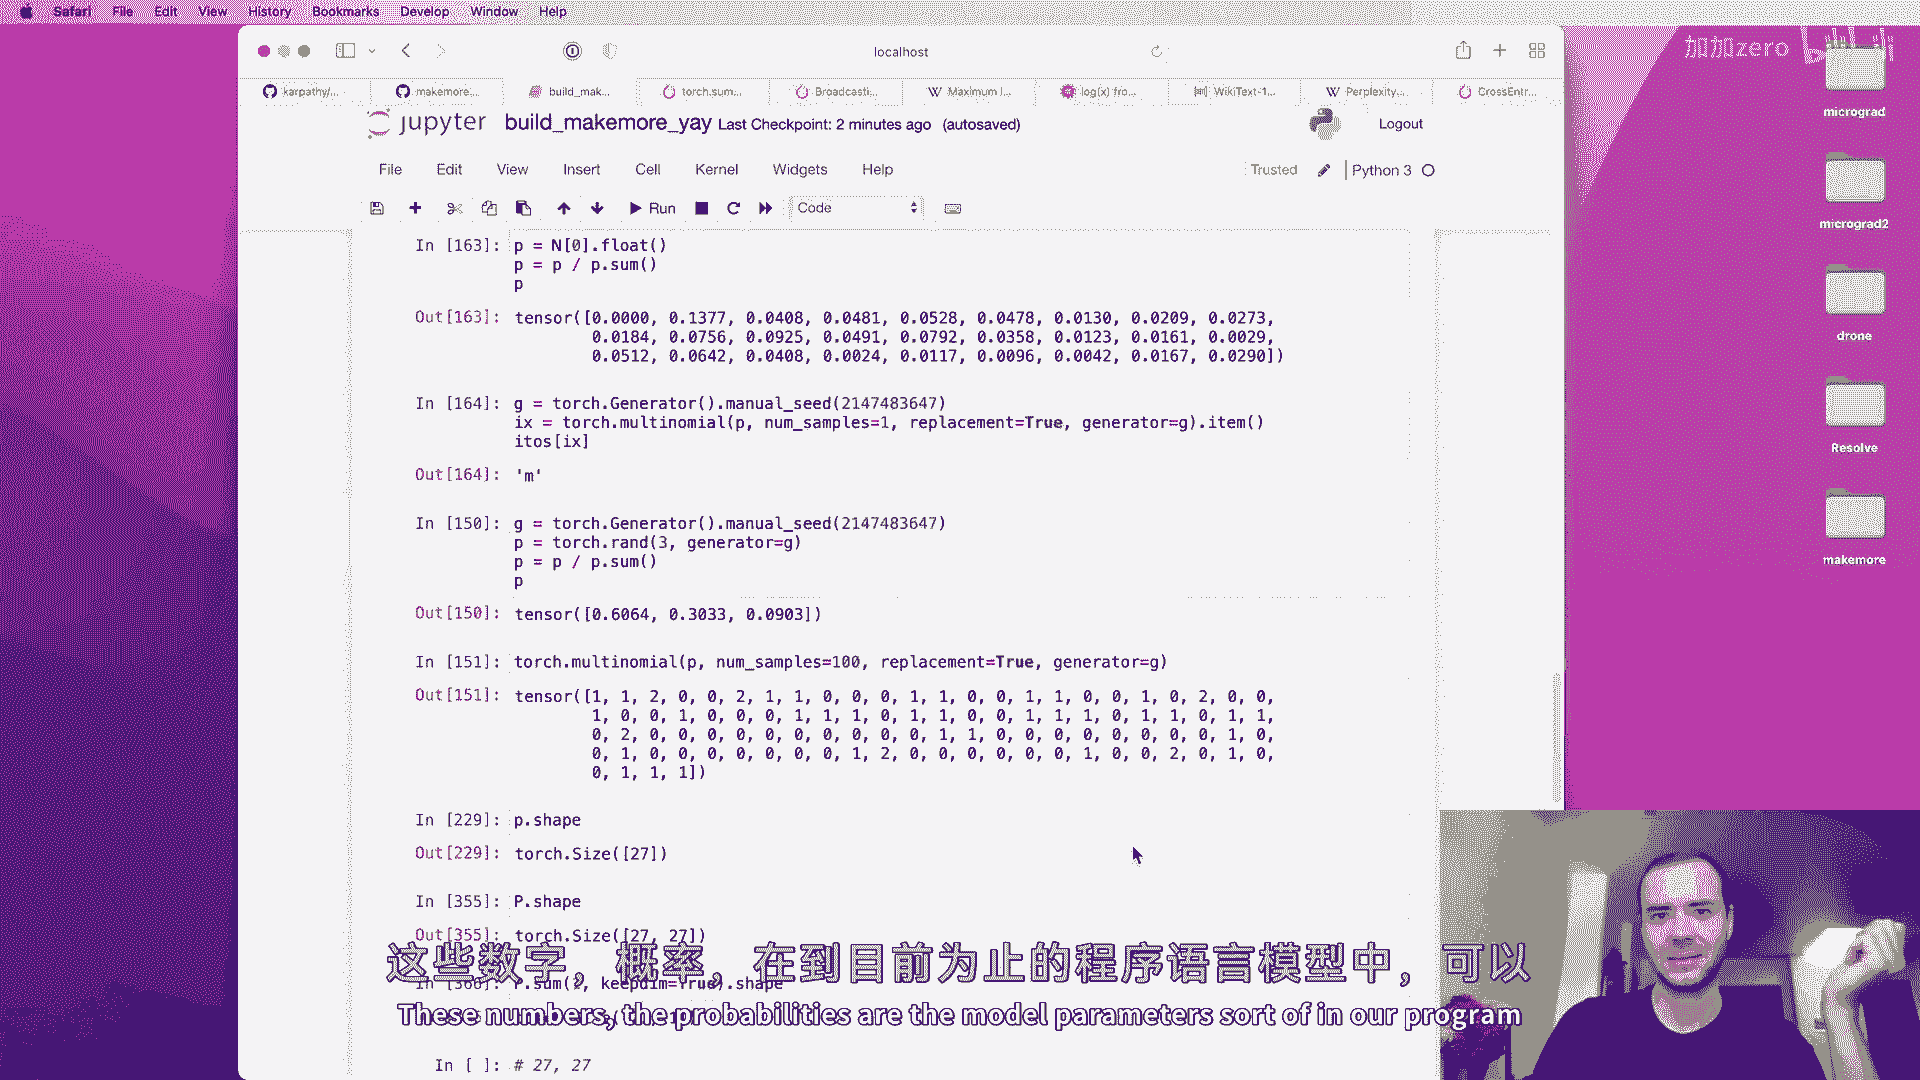 Safari File Edit View History Bookmarks Develop Window Help
localhost
加加zero
karpathy/... makemore... build_mak... torch.sum... Broadcasti... Maximum l... log(x) fro... WikiText-1... Perplexity... CrossEntr...
jupyter build_makemore_yay Last Checkpoint: 2 minutes ago (autosaved) Logout
File Edit View Insert Cell Kernel Widgets Help Trusted Python 3
Run Code
In [163]: p = N[0].float()
p = p / p.sum()
p
Out[163]: tensor([0.0000, 0.1377, 0.0408, 0.0481, 0.0528, 0.0478, 0.0130, 0.0209, 0.0273,
0.0184, 0.0756, 0.0925, 0.0491, 0.0792, 0.0358, 0.0123, 0.0161, 0.0029,
0.0512, 0.0642, 0.0408, 0.0024, 0.0117, 0.0096, 0.0042, 0.0167, 0.0290])
In [164]: g = torch.Generator().manual_seed(2147483647)
ix = torch.multinomial(p, num_samples=1, replacement=True, generator=g).item()
itos[ix]
Out[164]: 'm'
In [150]: g = torch.Generator().manual_seed(2147483647)
p = torch.rand(3, generator=g)
p = p / p.sum()
p
Out[150]: tensor([0.6064, 0.3033, 0.0903])
In [151]: torch.multinomial(p, num_samples=100, replacement=True, generator=g)
Out[151]: tensor([1, 1, 2, 0, 0, 2, 1, 1, 0, 0, 0, 1, 1, 0, 0, 1, 1, 0, 0, 1, 0, 2, 0, 0,
1, 0, 0, 1, 0, 0, 0, 1, 1, 1, 0, 1, 1, 0, 0, 1, 1, 1, 0, 1, 1, 0, 1, 1,
0, 2, 0, 0, 0, 0, 0, 0, 0, 0, 0, 0, 1, 1, 0, 0, 0, 0, 0, 0, 0, 0, 1, 0,
0, 1, 0, 0, 0, 0, 0, 0, 0, 1, 2, 0, 0, 0, 0, 0, 0, 1, 0, 0, 2, 0, 1, 0,
0, 1, 1, 1])
In [229]: p.shape
Out[229]: torch.Size([27])
In [355]: P.shape
Out[355]: torch.Size([27, 27])
keepdim=True).shape
In [ ]: # 27, 27
这些数字，概率，在到目前为止的程序语言模型中，可以
These numbers, the probabilities are the model parameters sort of in our program
micrograd
micrograd2
drone
Resolve
makemore